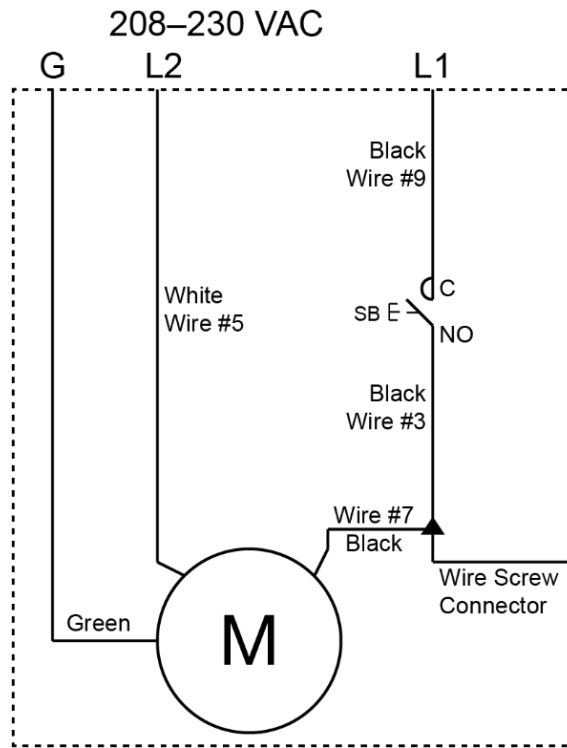 208–230 VAC
G
L2
L1
Black
Wire #9
White
Wire #5
C
SB
NO
Black
Wire #3
Wire #7
Black
Wire Screw
Connector
Green
M